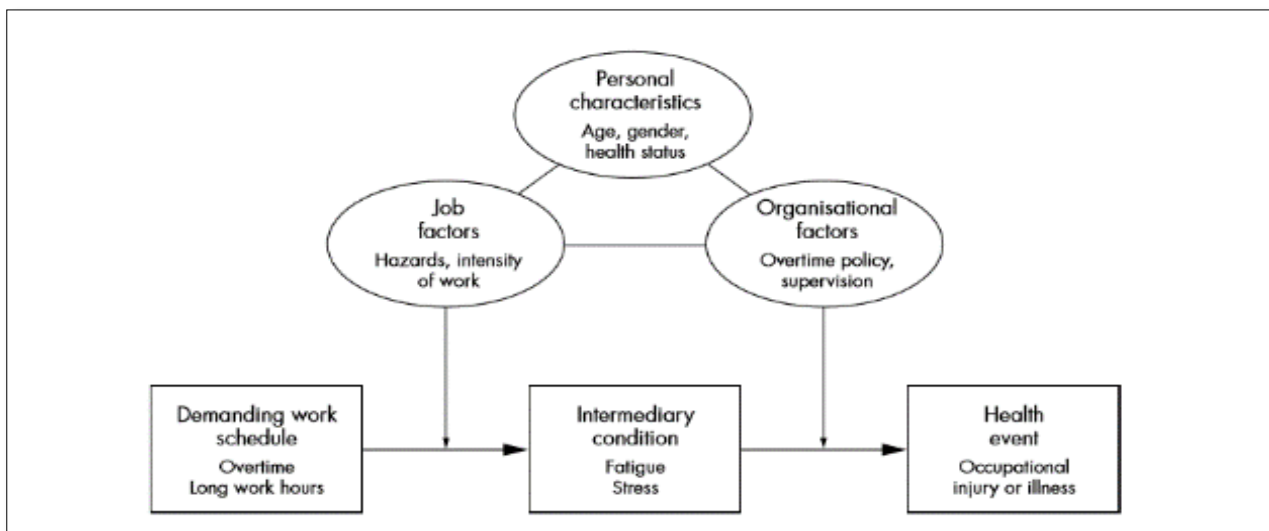 Personal
characteristics
Age, gender,
health status
Job
factors
Hazards, intensity
of work
Organisational
factors
Overtime policy,
supervision
Demanding work
schedule
Overtime
Long work hours
Intermediary
condition
Fatigue
Stress
Health
event
Occupational
injury or illness